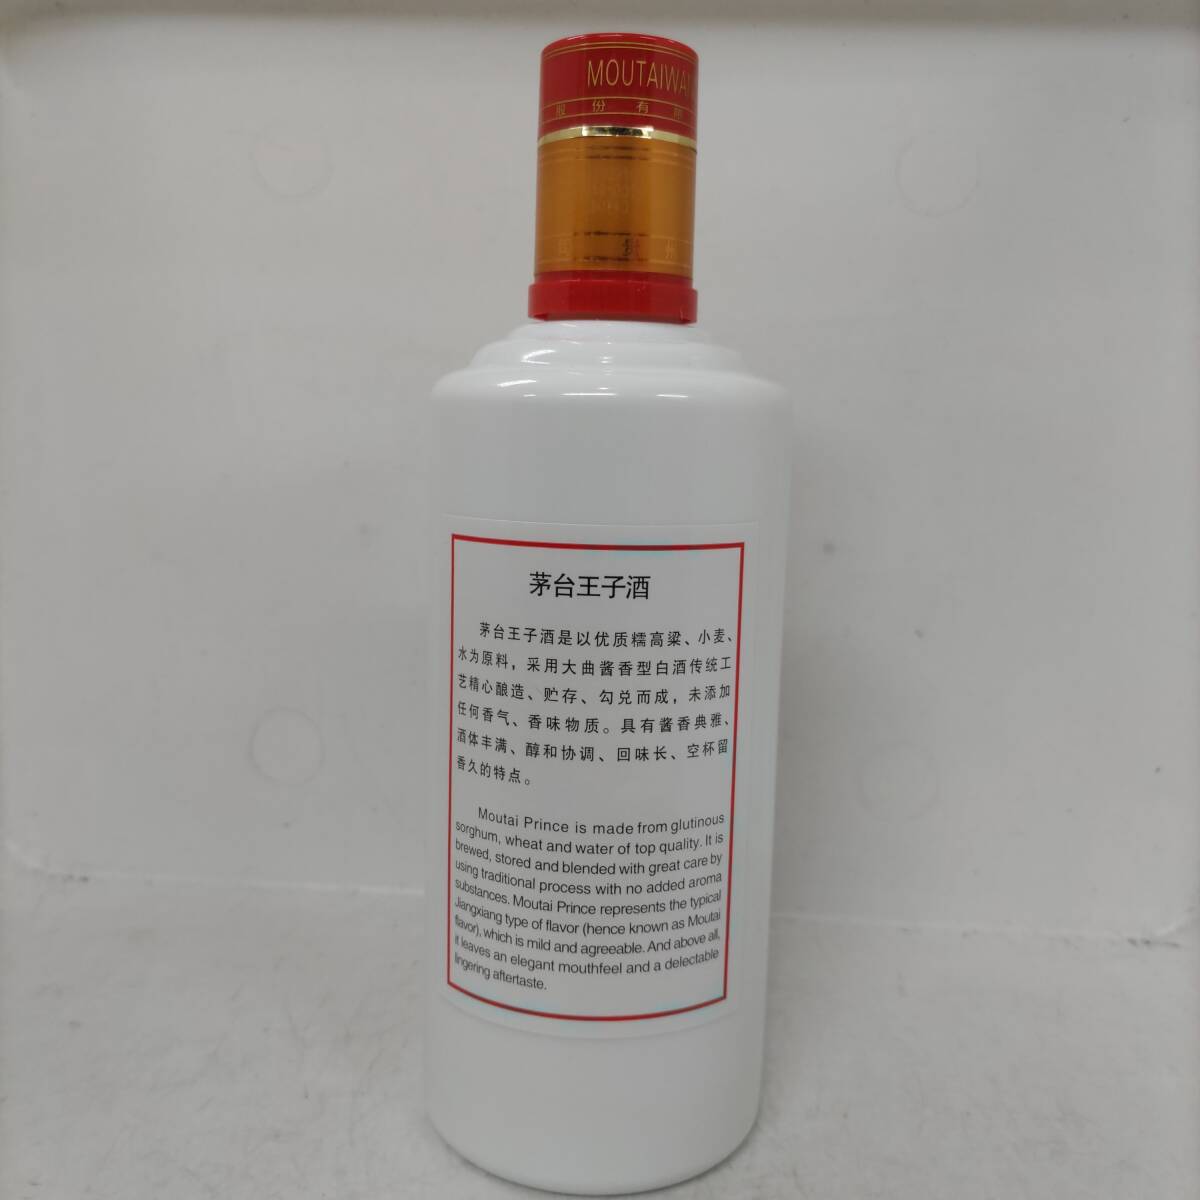 MOUTAIWA
股份有
州
茅台王子酒
茅台王子酒是以优质糯高粱、小麦、
水为原料，采用大曲酱香型白酒传统工
艺精心酿造、贮存、勾兑而成，未添加
任何香气、香味物质。具有酱香典雅、
酒体丰满、醇和协调、回味长、空杯留
香久的特点。
Moutai Prince is made from glutinous
sorghum, wheat and water of top quality. It is
brewed, stored and blended with great care by
using traditional process with no added aroma
substances. Moutai Prince represents the typical
Jiangxiang type of flavor (hence known as Moutai
flavor), which is mild and agreeable. And above all,
it leaves an elegant mouthfeel and a delectable
lingering aftertaste.